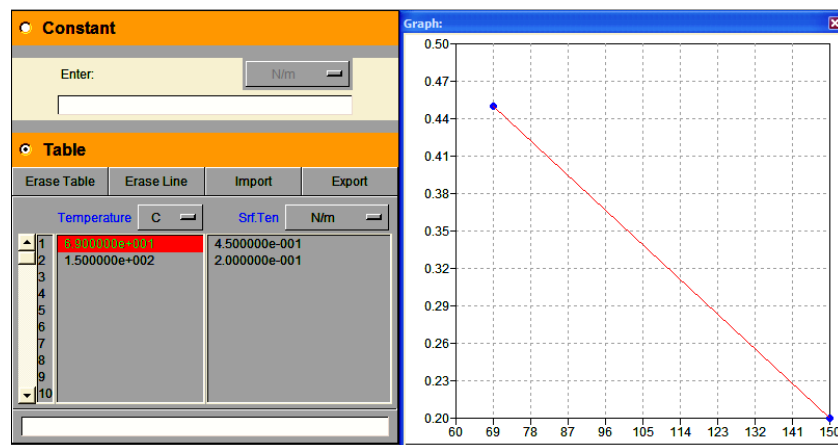 Constant
Enter: N/m
Table
Erase Table Erase Line Import Export
Temperature C Srf.Ten N/m
1 6.900000e+001 4.500000e-001
2 1.500000e+002 2.000000e-001
3
4
5
6
7
8
9
10
Graph:
0.50
0.47
0.44
0.41
0.38
0.35
0.32
0.29
0.26
0.23
0.20
60 69 78 87 96 105 114 123 132 141 150